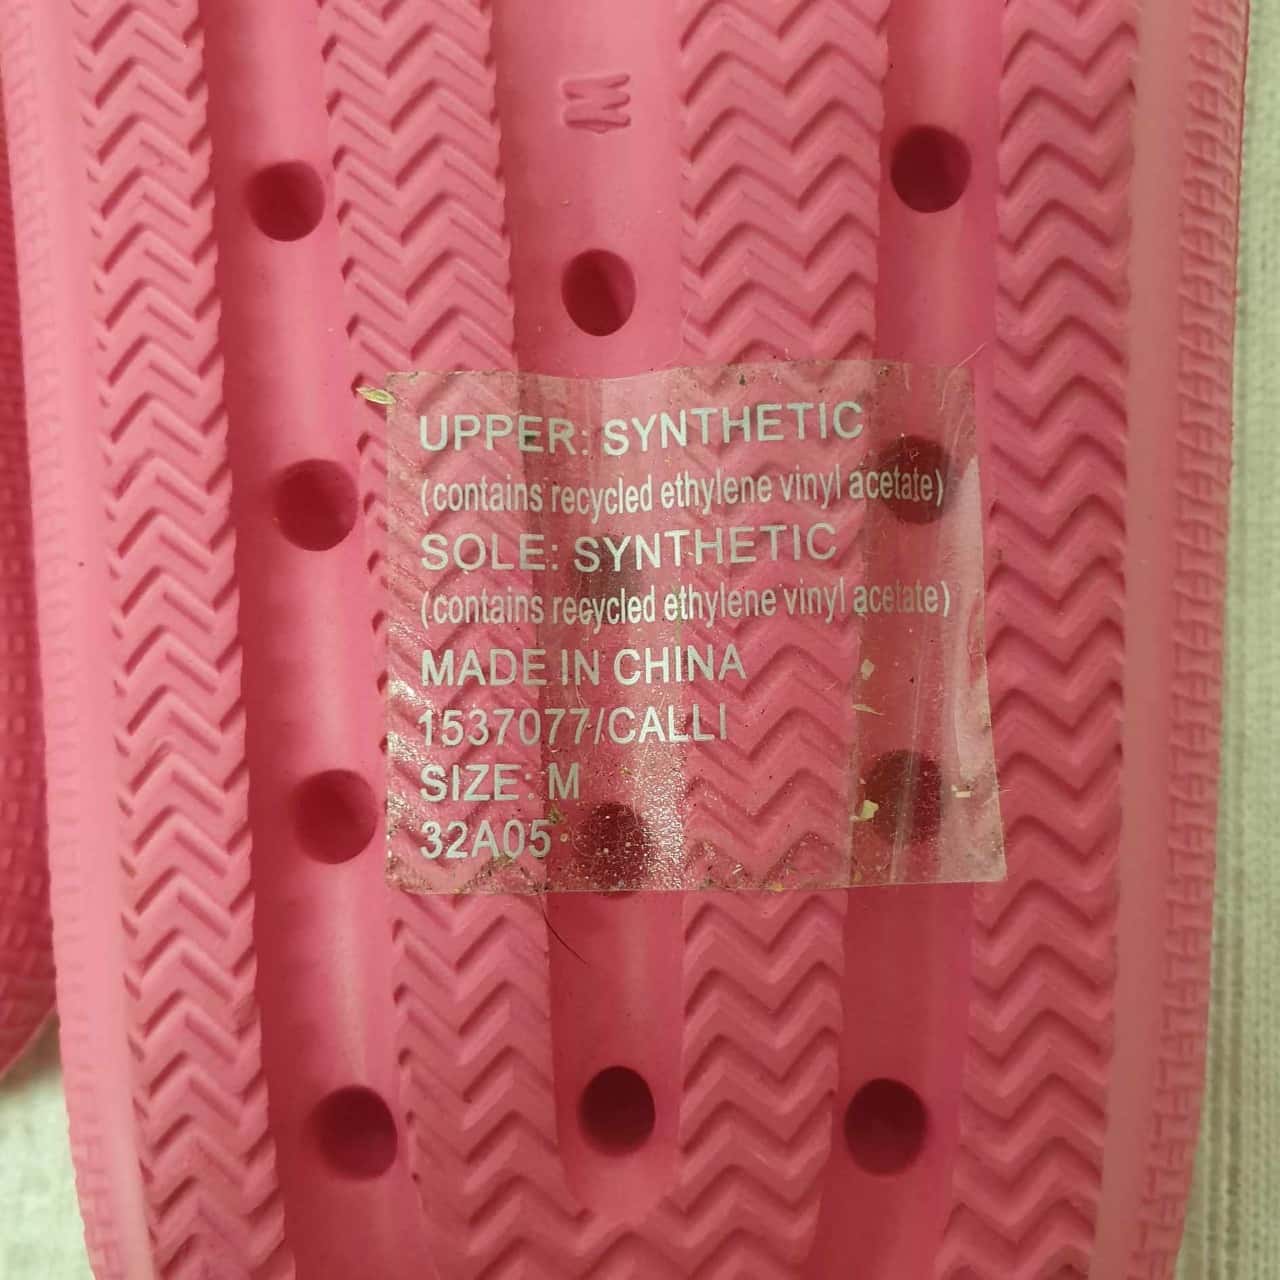 M
UPPER: SYNTHETIC
(contains recycled ethylene vinyl acetate)
SOLE: SYNTHETIC
(contains recycled ethylene vinyl acetate)
MADE IN CHINA
1537077/CALLI
SIZE: M
32A05